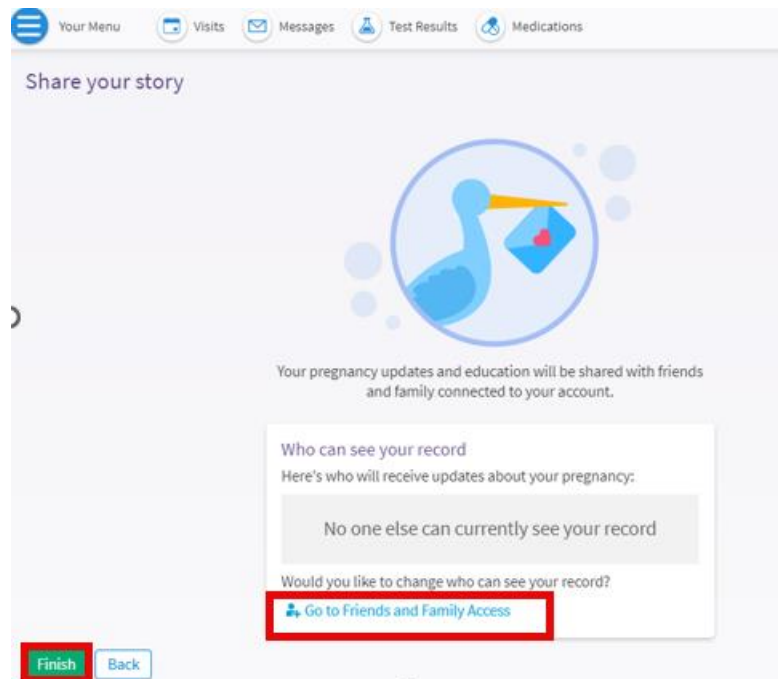 Your Menu Visits Messages Test Results Medications
Share your story
Your pregnancy updates and education will be shared with friends
and family connected to your account.
Who can see your record
Here's who will receive updates about your pregnancy:
No one else can currently see your record
Would you like to change who can see your record?
Go to Friends and Family Access
Finish Back